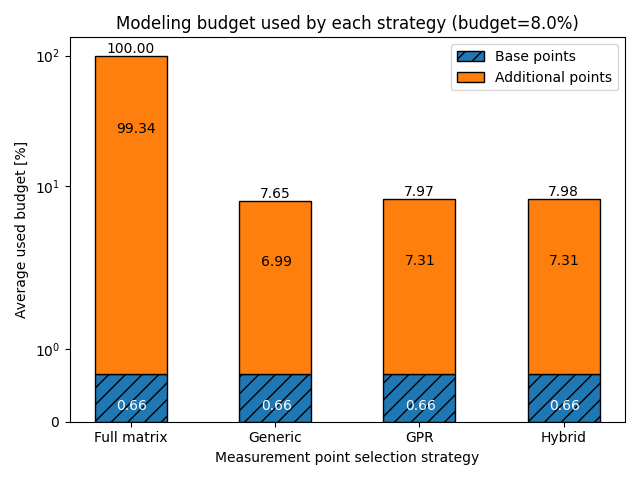 Modeling budget used by each strategy (budget=8.0%)
Base points
Additional points
Average used budget [%]
10²
10¹
10⁰
0
100.00
99.34
0.66
7.65
6.99
0.66
7.97
7.31
0.66
7.98
7.31
0.66
Full matrix
Generic
GPR
Hybrid
Measurement point selection strategy